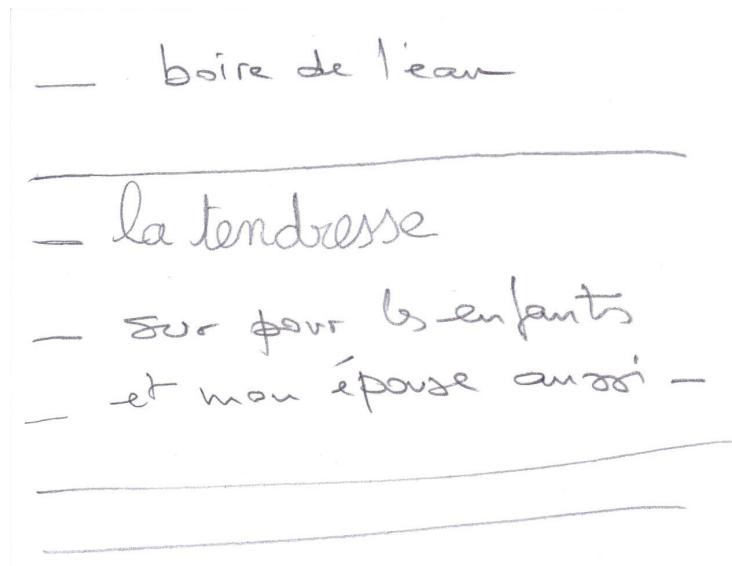 — boire de l'eau
— la tendresse
— sur pour les enfants
— et mon épouse aussi —